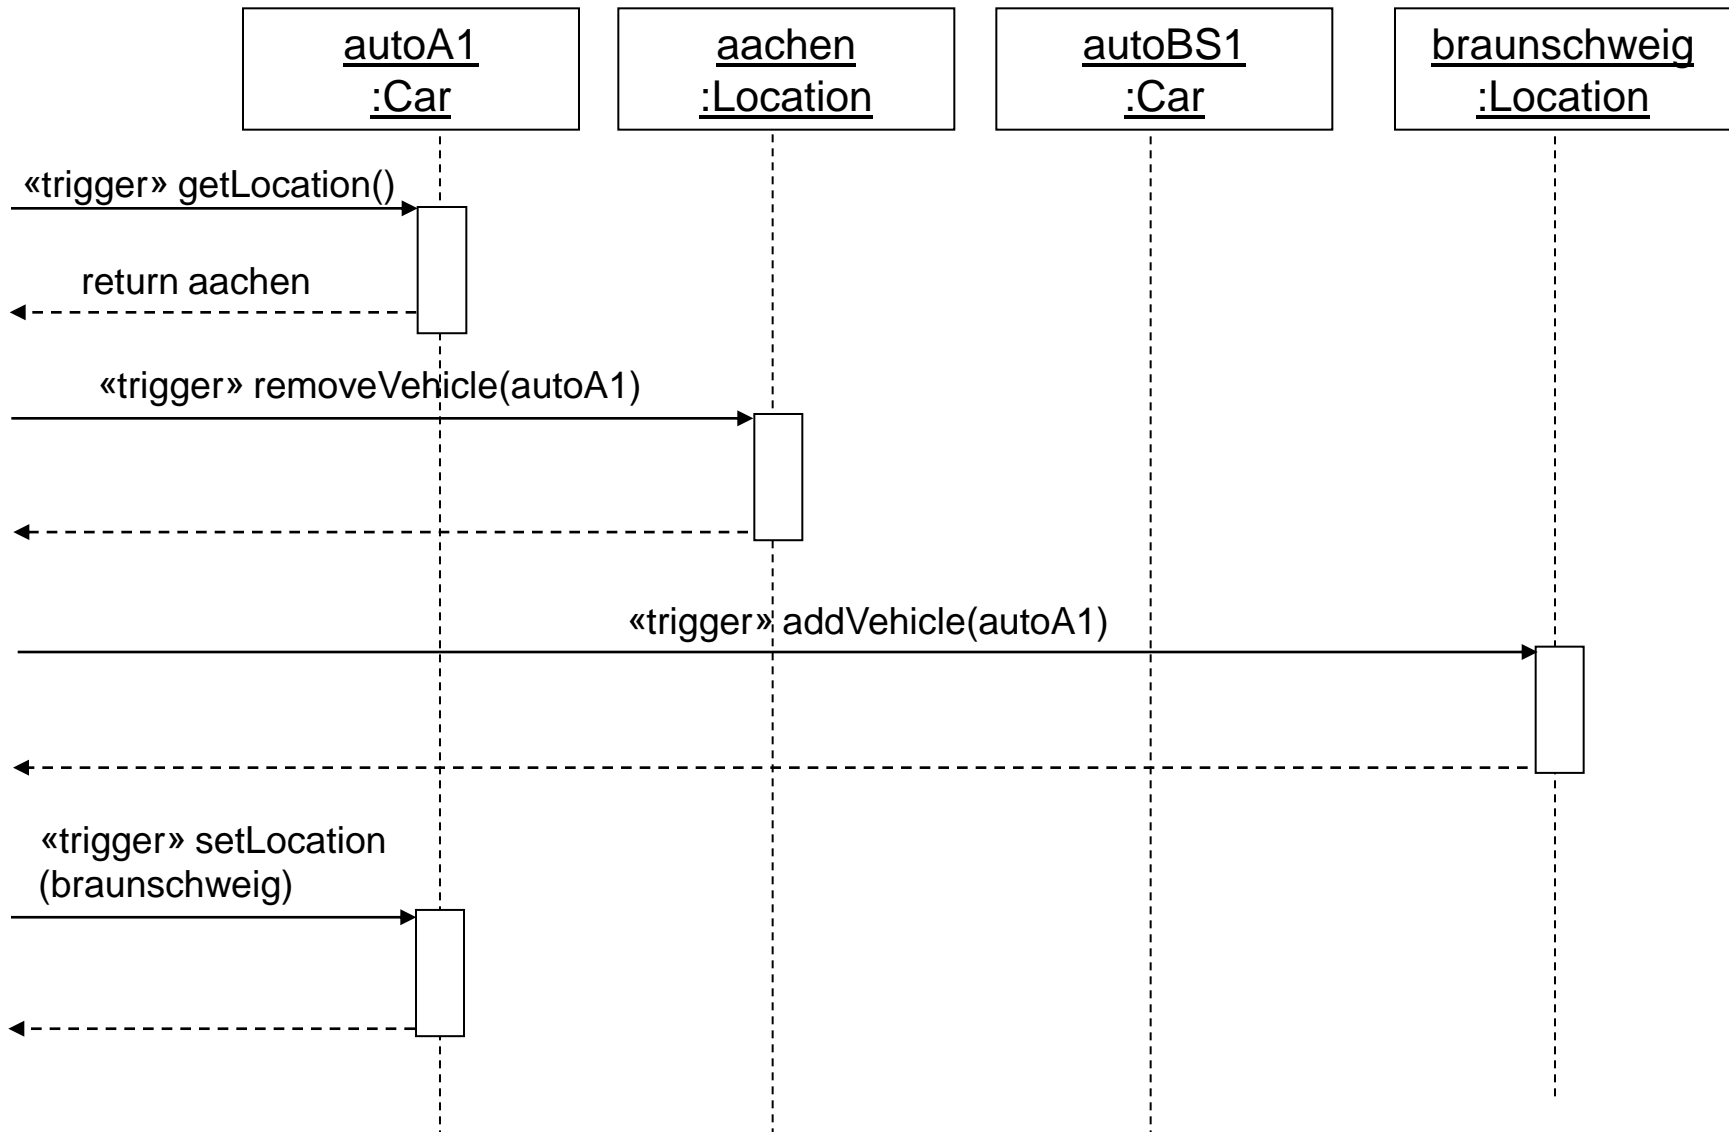 autoA1
:Car
aachen
:Location
autoBS1
:Car
braunschweig
:Location
«trigger» getLocation()
return aachen
«trigger» removeVehicle(autoA1)
«trigger» addVehicle(autoA1)
«trigger» setLocation
(braunschweig)